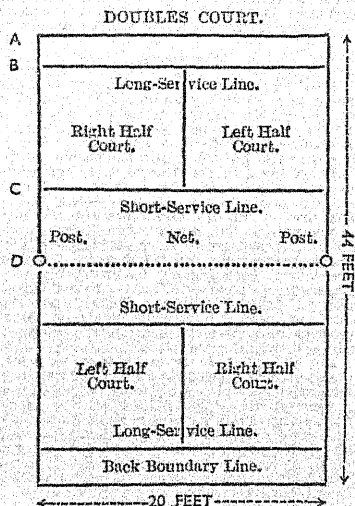 DOUBLES COURT.
A
B
Long-Service Line.
Right Half Court.
Left Half Court.
C
Short-Service Line.
Post. Net. Post.
D
44 FEET
Short-Service Line.
Left Half Court.
Right Half Court.
Long-Service Line.
Back Boundary Line.
20 FEET